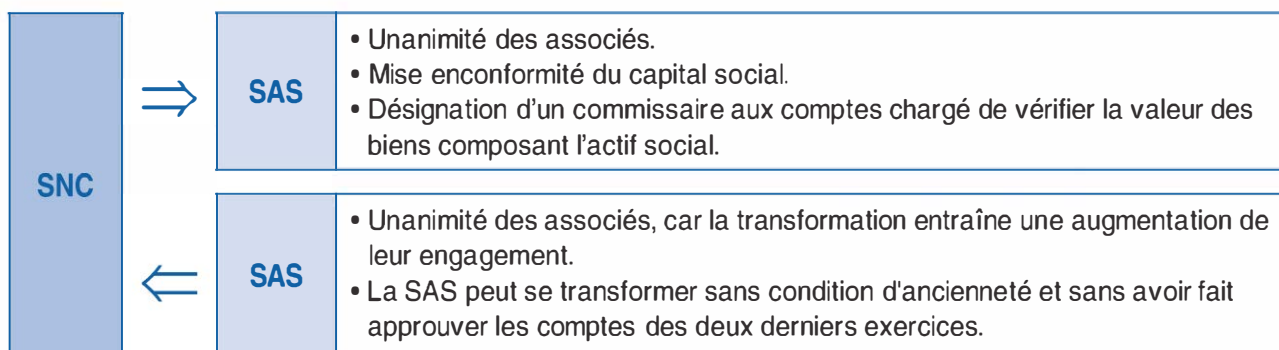 SNC
SAS
• Unanimité des associés.
• Mise enconformité du capital social.
• Désignation d'un commissaire aux comptes chargé de vérifier la valeur des
biens composant l'actif social.
SAS
• Unanimité des associés, car la transformation entraîne une augmentation de
leur engagement.
• La SAS peut se transformer sans condition d'ancienneté et sans avoir fait
approuver les comptes des deux derniers exercices.